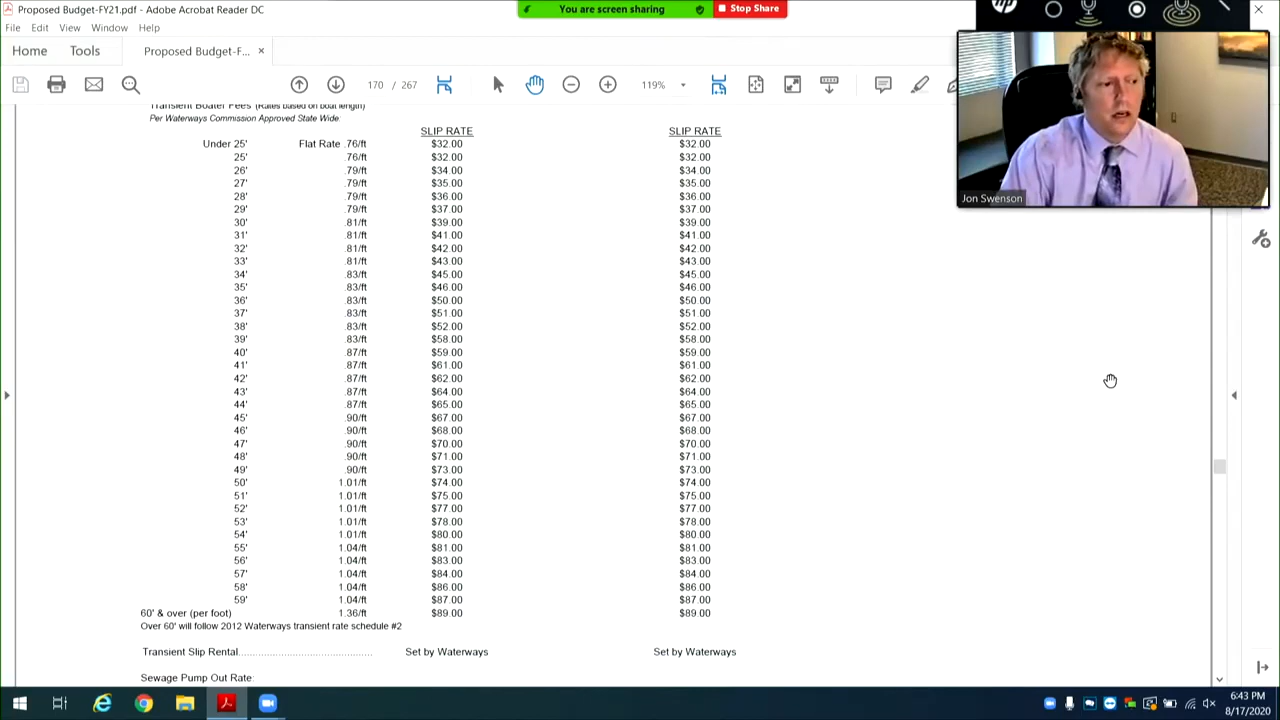 Proposed Budget-FY21.pdf - Adobe Acrobat Reader DC
You are screen sharing
Stop Share
File Edit View Window Help
Home Tools Proposed Budget-F... ×
170 / 267
119%
Transient Boater Fees (Rates based on boat length)
Per Waterways Commission Approved State Wide:
SLIP RATE SLIP RATE
Under 25' Flat Rate .76/ft $32.00 $32.00
25' .76/ft $32.00 $32.00
26' .79/ft $34.00 $34.00
27' .79/ft $35.00 $35.00
28' .79/ft $36.00 $36.00
29' .79/ft $37.00 $37.00
30' .81/ft $39.00 $39.00
31' .81/ft $41.00 $41.00
32' .81/ft $42.00 $42.00
33' .81/ft $43.00 $43.00
34' .83/ft $45.00 $45.00
35' .83/ft $46.00 $46.00
36' .83/ft $50.00 $50.00
37' .83/ft $51.00 $51.00
38' .83/ft $52.00 $52.00
39' .83/ft $58.00 $58.00
40' .87/ft $59.00 $59.00
41' .87/ft $61.00 $61.00
42' .87/ft $62.00 $62.00
43' .87/ft $64.00 $64.00
44' .87/ft $65.00 $65.00
45' .90/ft $67.00 $67.00
46' .90/ft $68.00 $68.00
47' .90/ft $70.00 $70.00
48' .90/ft $71.00 $71.00
49' .90/ft $73.00 $73.00
50' 1.01/ft $74.00 $74.00
51' 1.01/ft $75.00 $75.00
52' 1.01/ft $77.00 $77.00
53' 1.01/ft $78.00 $78.00
54' 1.01/ft $80.00 $80.00
55' 1.04/ft $81.00 $81.00
56' 1.04/ft $83.00 $83.00
57' 1.04/ft $84.00 $84.00
58' 1.04/ft $86.00 $86.00
59' 1.04/ft $87.00 $87.00
60' & over (per foot) 1.36/ft $89.00 $89.00
Over 60' will follow 2012 Waterways transient rate schedule #2
Transient Slip Rental........................................ Set by Waterways Set by Waterways
Sewage Pump Out Rate:
hp
Jon Swenson
6:43 PM
8/17/2020